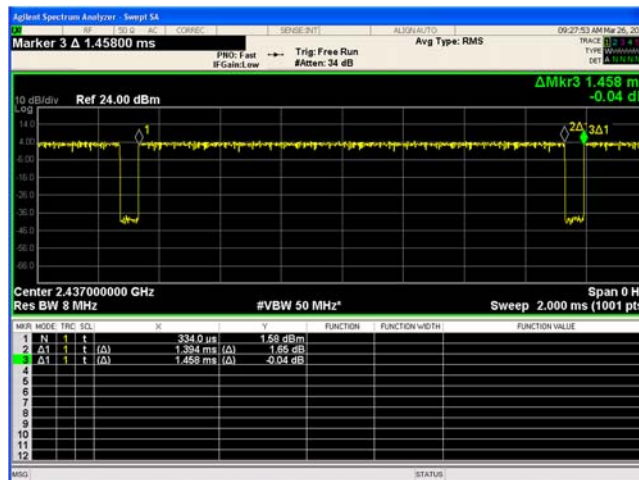 Agilent Spectrum Analyzer - Swept SA
RF 50 Ω AC CORREC SENSE:INT ALIGNAUTO 09:27:53 AM Mar 26, 20
Marker 3 Δ 1.45800 ms
PNO: Fast Trig: Free Run Avg Type: RMS TRACE 1 2 3 4 5
IFGain:Low #Atten: 34 dB TYPE
DET A N N N N
ΔMkr3 1.458 m
-0.04 d
10 dB/div Ref 24.00 dBm
Log
14.0
4.00
-6.00
-16.0
-26.0
-36.0
-46.0
-56.0
-66.0
1 2Δ 3Δ1
Center 2.437000000 GHz Span 0 H
Res BW 8 MHz #VBW 50 MHz* Sweep 2.000 ms (1001 pts
MKR MODE TRC SCL X Y FUNCTION FUNCTION WIDTH FUNCTION VALUE
1 N 1 t 334.0 us 1.58 dBm
2 Δ1 1 t (Δ) 1.394 ms (Δ) 1.65 dB
3 Δ1 1 t (Δ) 1.458 ms (Δ) -0.04 dB
4
5
6
7
8
9
10
11
12
MSG STATUS